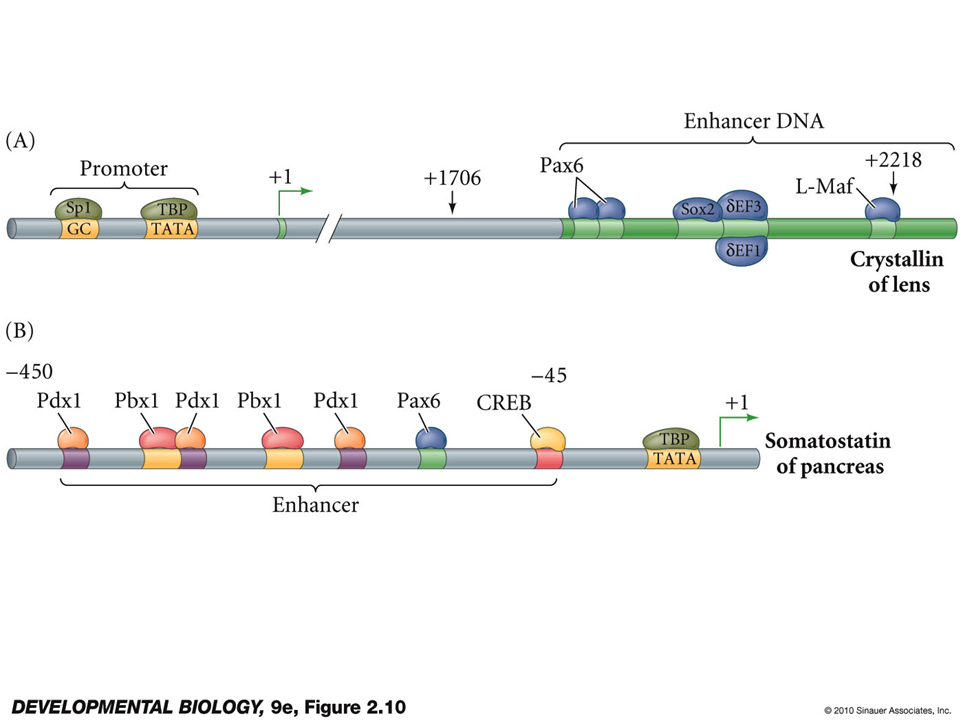 (A)
Enhancer DNA
Promoter
Pax6
+2218
+1
+1706
L-Maf
Sp1
TBP
Sox2
δEF3
GC
TATA
δEF1
Crystallin
of lens
(B)
−450
−45
Pdx1
Pbx1
Pdx1
Pbx1
Pdx1
Pax6
CREB
+1
TBP
TATA
Somatostatin
of pancreas
Enhancer
DEVELOPMENTAL BIOLOGY, 9e, Figure 2.10
© 2010 Sinauer Associates, Inc.